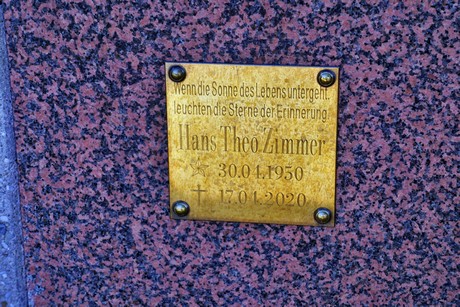 Wenn die Sonne des Lebens untergeht,
leuchten die Sterne der Erinnerung.
Hans Theo Zimmer
☆ 30.01.1950
† 17.01.2020